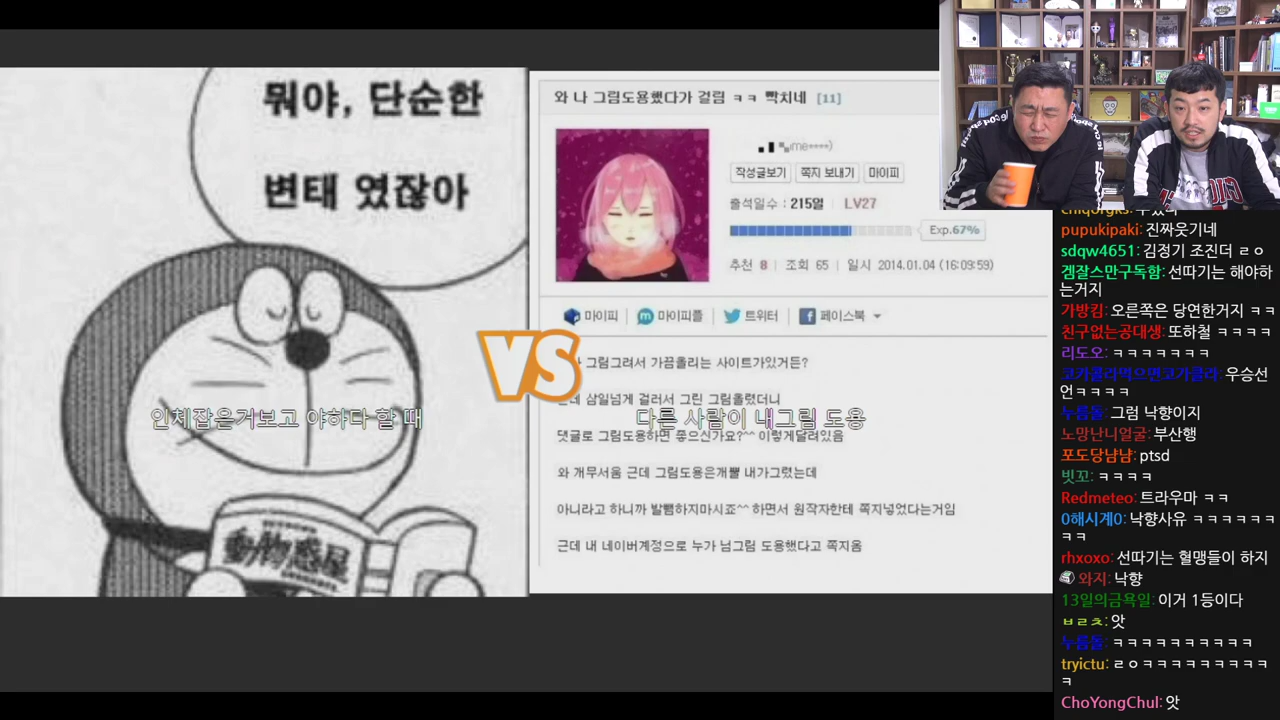 뭐야, 단순한
변태 였잖아
動物惑星
인체잡은거보고 야하다 할 때
VS
와 나 그림도용했다가 걸림 ㅋㅋ 빡치네 [11]
작성글보기 쪽지 보내기 마이피
출석일수 : 215일 LV27
Exp.67%
추천 8 조회 65 일시 2014.01.04 (16:09:59)
마이피 마이피플 트위터 페이스북
그림그려서 가끔올리는 사이트가있거든?
근데 삼일넘게 걸러서 그린 그림올렸더니
다른 사람이 내그림 도용
댓글로 그림도용하면 좋으신가요?^^ 이렇게달려있음
와 개무서움 근데 그림도용은개뿔 내가그렸는데
아니라고 하니까 발뺌하지마시죠^^ 하면서 원작자한테 쪽지넣었다는거임
근데 내 네이버계정으로 누가 님그림 도용했다고 쪽지옴
pupukipaki: 진짜웃기네
sdqw4651: 김정기 조진더 ㄹㅇ
겜잘스만구독함: 선따기는 해야하
는거지
가방킴: 오른쪽은 당연한거지 ㅋㅋ
친구없는공대생: 또하철 ㅋㅋㅋㅋ
리도오: ㅋㅋㅋㅋㅋㅋㅋ
코카콜라먹으면코가클라: 우승선
언ㅋㅋㅋㅋ
누름돌: 그럼 낙향이지
노망난니얼굴: 부산행
포도당냠냠: ptsd
빗꼬: ㅋㅋㅋㅋ
Redmeteo: 트라우마 ㅋㅋ
0해시계0: 낙향사유 ㅋㅋㅋㅋㅋㅋ
ㅋㅋ
rhxoxo: 선따기는 혈맹들이 하지
와지: 낙향
13일의금욕일: 이거 1등이다
ㅂㄹㅊ: 앗
누름돌: ㅋㅋㅋㅋㅋㅋㅋㅋㅋㅋ
tryictu: ㄹㅇㅋㅋㅋㅋㅋㅋㅋㅋㅋ
ㅋ
ChoYongChul: 앗